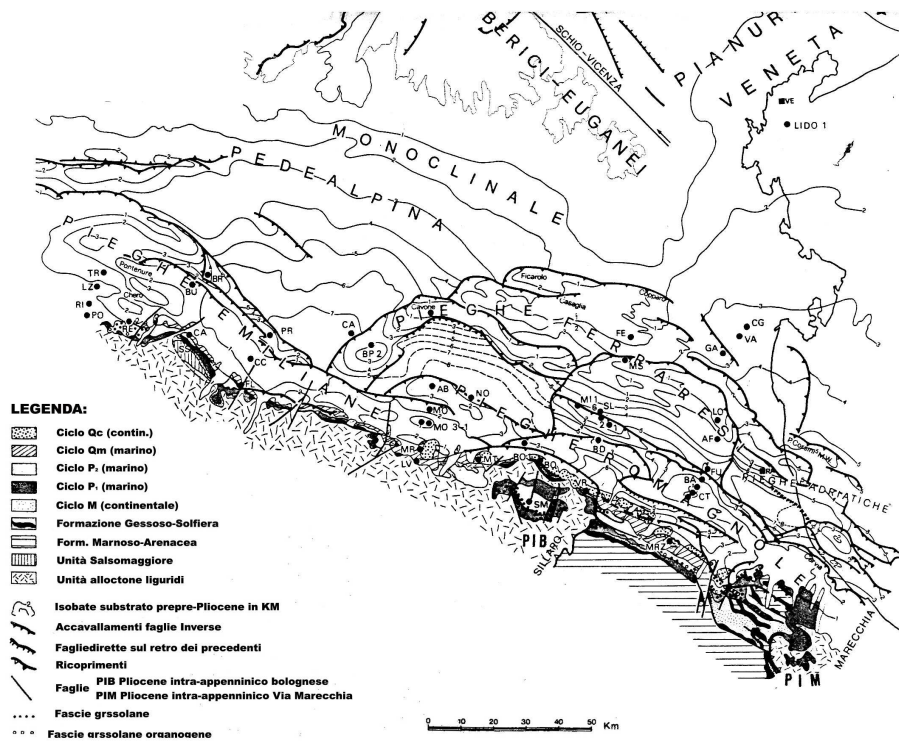 BERICI-EUGANEI
SCHIO-VICENZA
PIANUR
VENETA
VE
LIDO 1
MONOCLINALE
PEDEALPINA
PIEGHE EMILIANE
PIEGHE FERRARESI
PIEGHE ROMAGNOLE
PIEGHE ADRIATICHE
Ficarolo
Casaglia
Cavone
Pontenure
Chero
TR
LZ
RI
PO
BU
BR
CA
CC
PR
CA
BP 2
AB
NO
MO
MO 3-1
FE
MS
GA
VA
CG
M11
SL
LO
AF
BD
FU
BA
CT
RA
MR
LV
MT
BO
VR
SM
MRZ
PIB
SILLARO
MARECCHIA
PIM
LEGENDA:
Ciclo Qc (contin.)
Ciclo Qm (marino)
Ciclo P₂ (marino)
Ciclo P₁ (marino)
Ciclo M (continentale)
Formazione Gessoso-Solfiera
Form. Marnoso-Arenacea
Unità Salsomaggiore
Unità alloctone liguridi
Isobate substrato prepre-Pliocene in KM
Accavallamenti faglie Inverse
Fagliedirette sul retro dei precedenti
Ricoprimenti
Faglie
PIB Pliocene intra-appenninico bolognese
PIM Pliocene intra-appenninico Via Marecchia
Fascie grssolane
Fascie grssolane organogene
0 10 20 30 40 50 Km